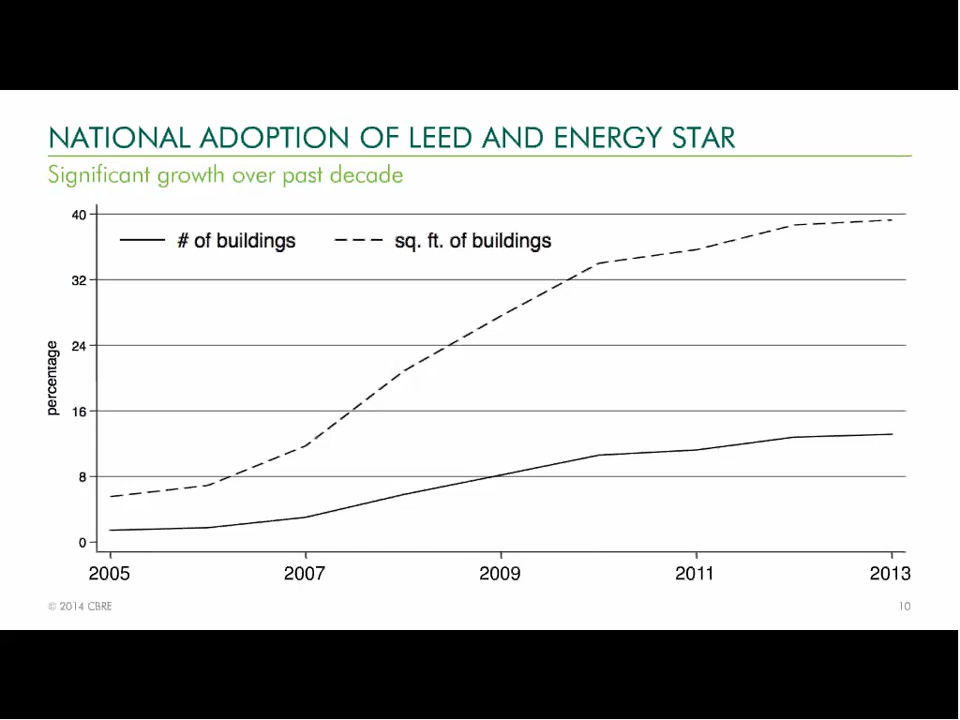 NATIONAL ADOPTION OF LEED AND ENERGY STAR
Significant growth over past decade
# of buildings
sq. ft. of buildings
percentage
40
32
24
16
8
0
2005 2007 2009 2011 2013
© 2014 CBRE
10